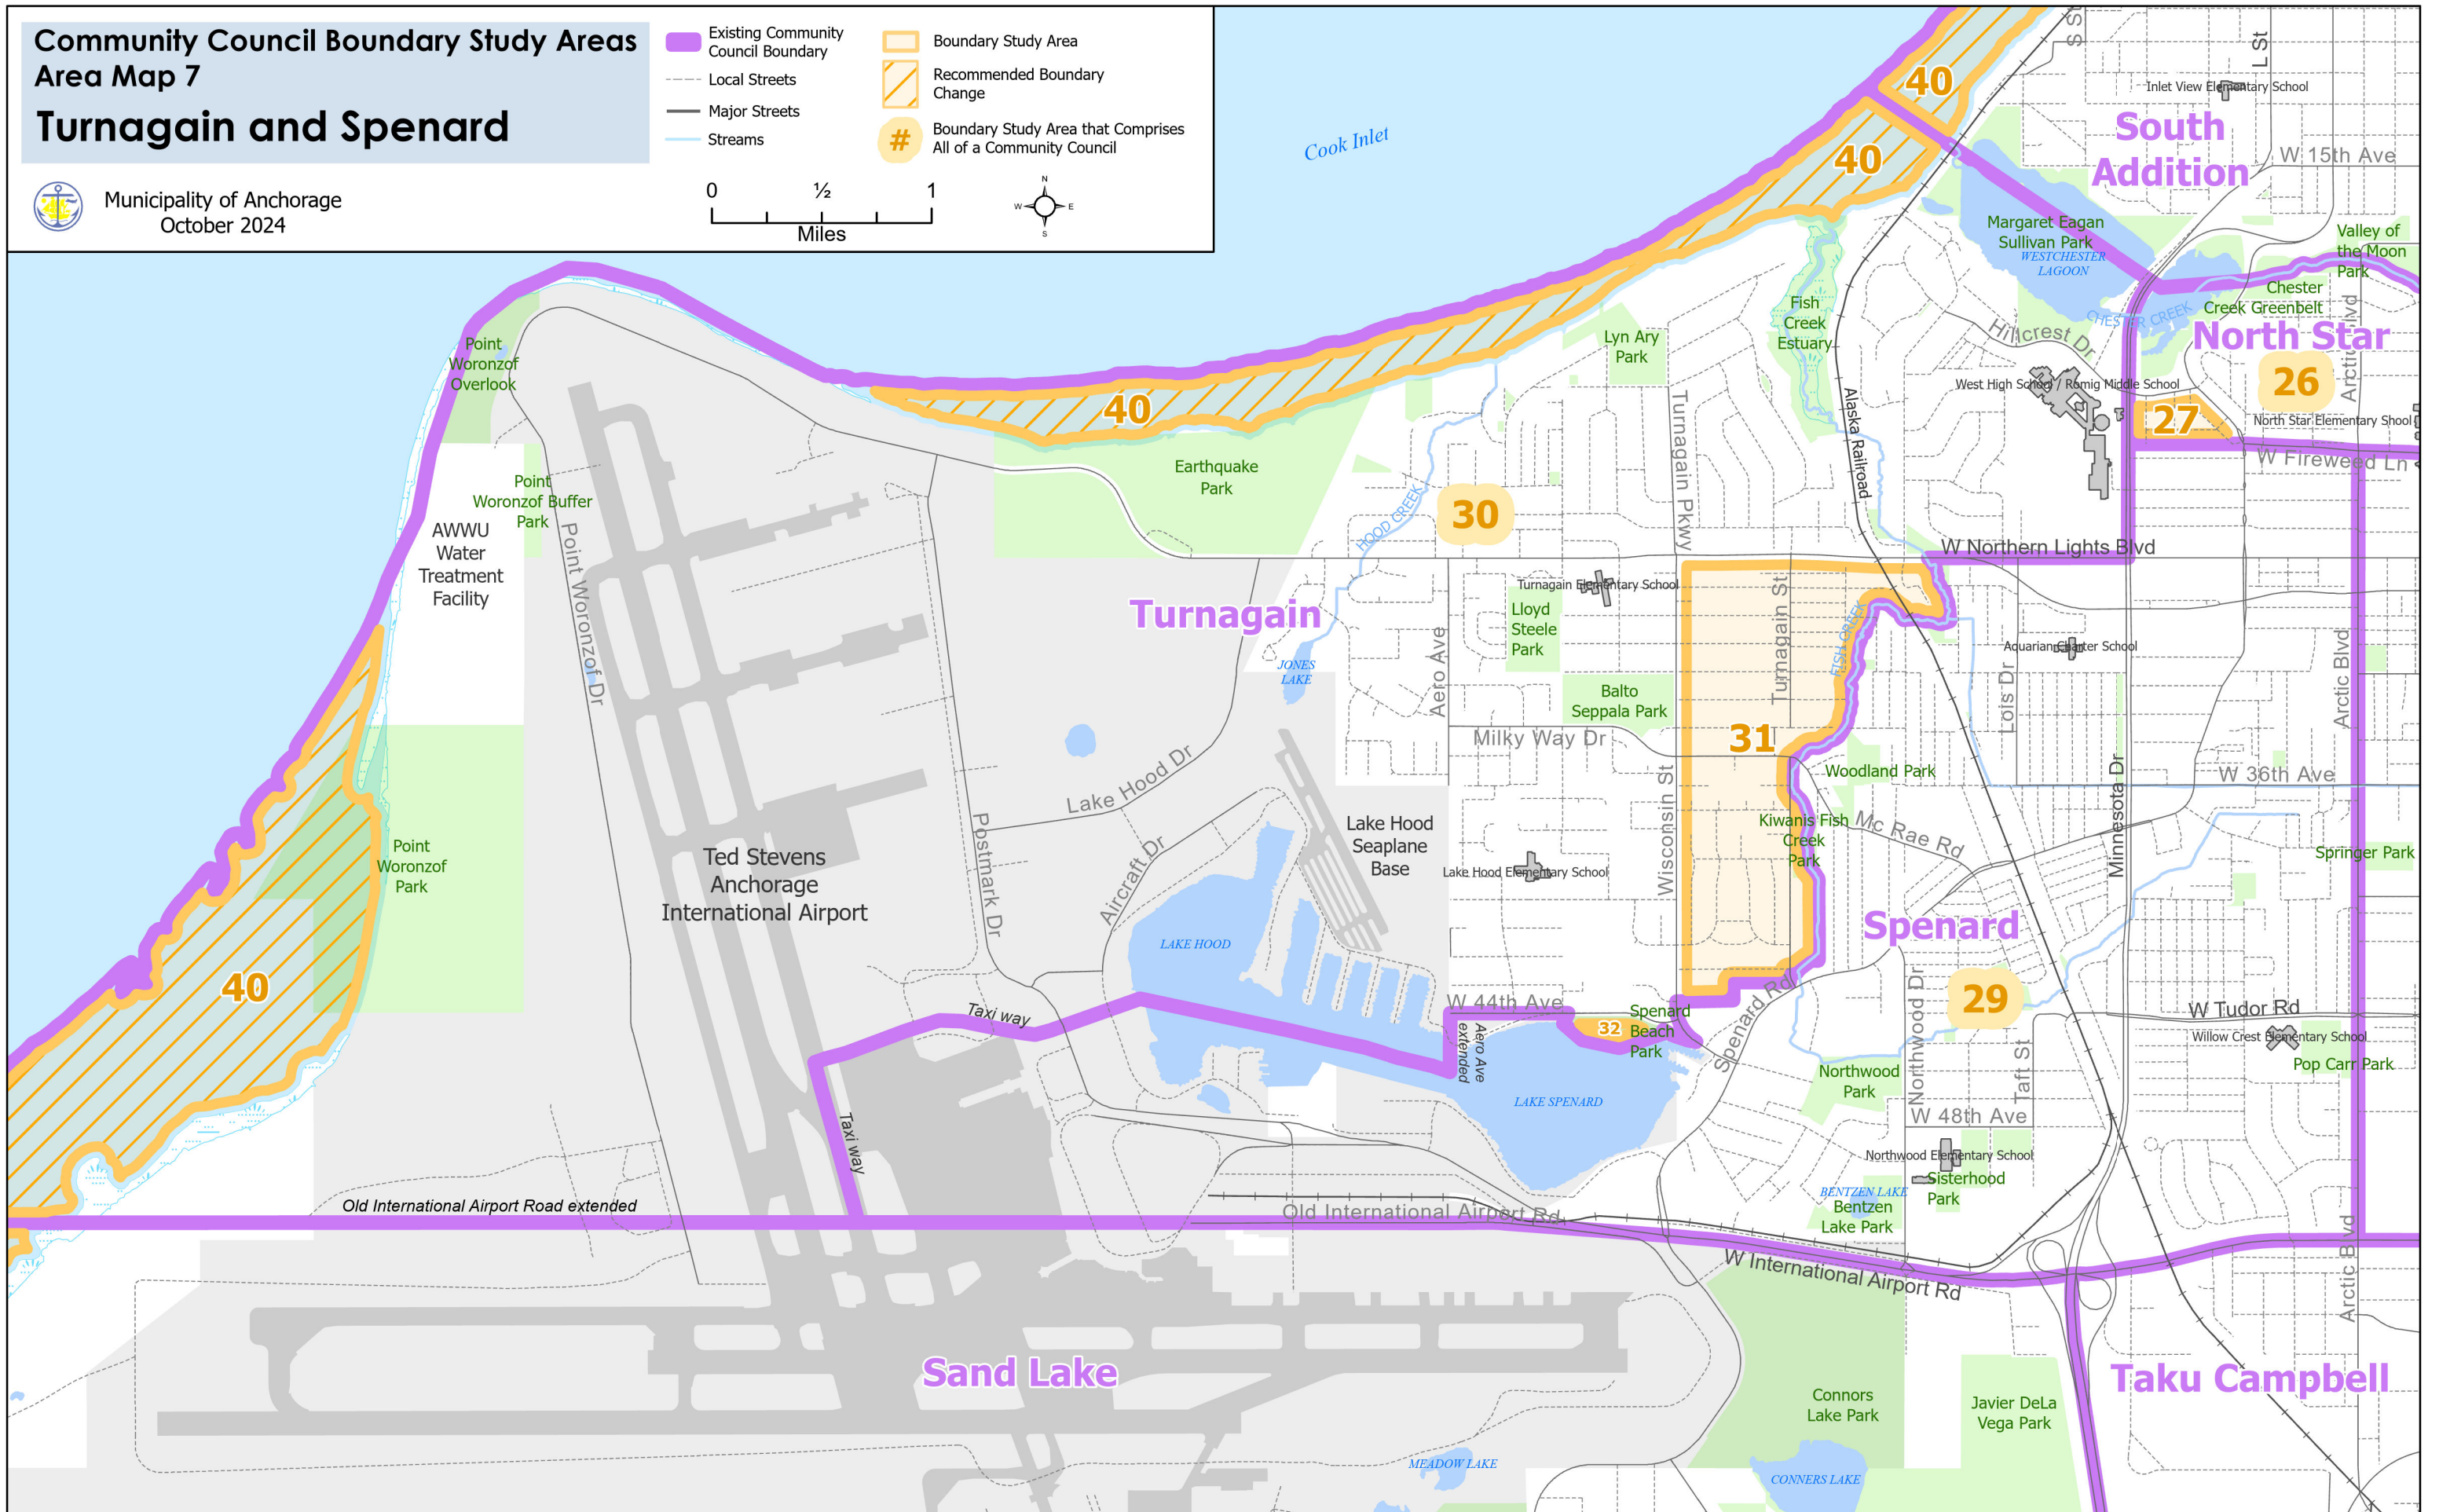 Community Council Boundary Study Areas
Area Map 7
Turnagain and Spenard
Municipality of Anchorage
October 2024
Existing Community
Council Boundary
Local Streets
Major Streets
Streams
Boundary Study Area
Recommended Boundary
Change
#
Boundary Study Area that Comprises
All of a Community Council
0
½
1
Miles
N
W
E
S
Cook Inlet
40
40
S St
L St
Inlet View Elementary School
South
Addition
W 15th Ave
Margaret Eagan
Sullivan Park
WESTCHESTER
LAGOON
Valley of
the Moon
Park
Chester
Creek Greenbelt
CHESTER CREEK
North Star
26
Arctic Blvd
Hillcrest Dr
West High School / Romig Middle School
27
North Star Elementary Shool
W Fireweed Ln
Fish
Creek
Estuary
Lyn Ary
Park
Turnagain Pkwy
Alaska Railroad
Point
Woronzof
Overlook
40
Earthquake
Park
Point
Woronzof Buffer
Park
AWWU
Water
Treatment
Facility
Point Woronzof Dr
HOOD CREEK
30
W Northern Lights Blvd
Turnagain
Turnagain Elementary School
Lloyd
Steele
Park
JONES
LAKE
Aero Ave
Balto
Seppala Park
Milky Way Dr
Turnagain St
FISH CREEK
31
Aquarian Charter School
Lois Dr
Arctic Blvd
Woodland Park
W 36th Ave
Minnesota Dr
Wisconsin St
Kiwanis Fish
Creek
Park
Mc Rae Rd
Springer Park
Lake Hood Dr
Postmark Dr
Aircraft Dr
Lake Hood
Seaplane
Base
Lake Hood Elementary School
Ted Stevens
Anchorage
International Airport
Point
Woronzof
Park
40
LAKE HOOD
Spenard
29
Northwood Dr
Taxi way
W 44th Ave
Aero Ave
extended
32
Spenard
Beach
Park
Spenard Rd
W Tudor Rd
Willow Crest Elementary School
Pop Carr Park
Taft St
Northwood
Park
LAKE SPENARD
W 48th Ave
Taxi way
Northwood Elementary School
Sisterhood
Park
BENTZEN LAKE
Bentzen
Lake Park
Old International Airport Road extended
Old International Airport Rd
W International Airport Rd
Arctic Blvd
Sand Lake
Taku Campbell
Connors
Lake Park
Javier DeLa
Vega Park
MEADOW LAKE
CONNERS LAKE